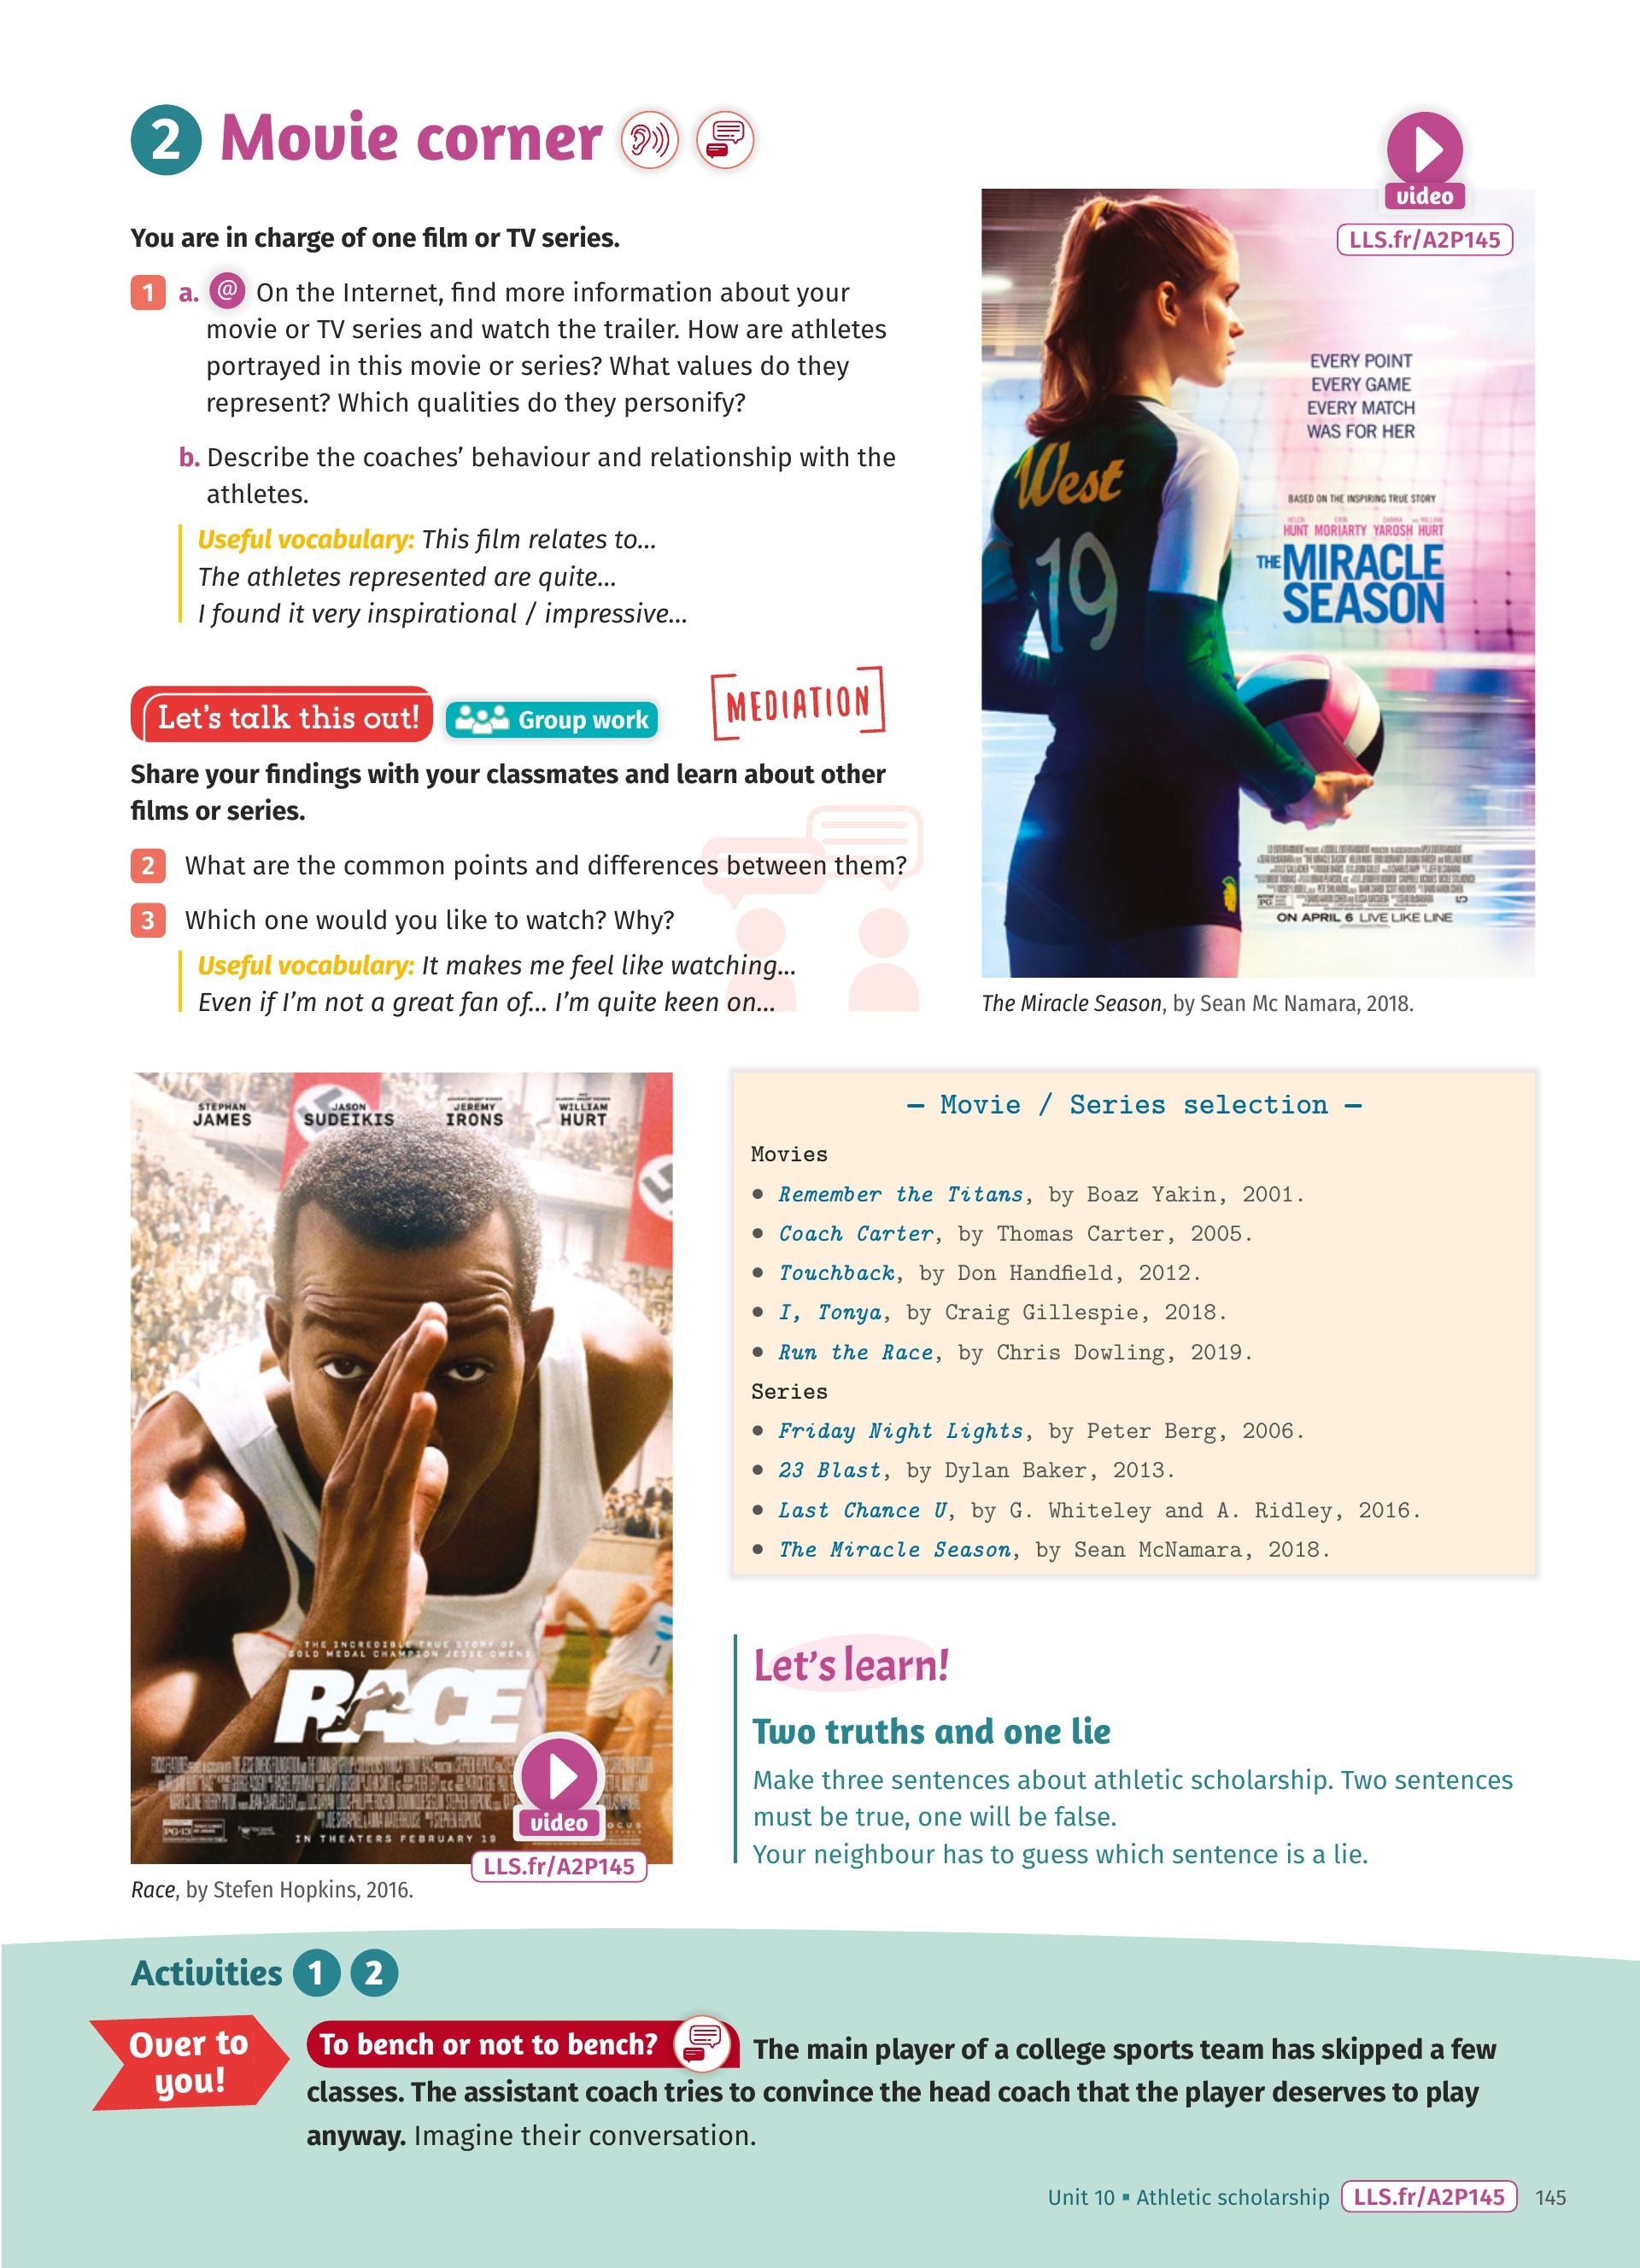 2 Movie corner
You are in charge of one film or TV series.
1 a. @ On the Internet, find more information about your
movie or TV series and watch the trailer. How are athletes
portrayed in this movie or series? What values do they
represent? Which qualities do they personify?
b. Describe the coaches' behaviour and relationship with the
athletes.
Useful vocabulary: This film relates to...
The athletes represented are quite...
I found it very inspirational / impressive...
Let's talk this out!
Group work
MEDIATION
Share your findings with your classmates and learn about other
films or series.
2 What are the common points and differences between them?
3 Which one would you like to watch? Why?
Useful vocabulary: It makes me feel like watching...
Even if I'm not a great fan of... I'm quite keen on...
video
LLS.fr/A2P145
EVERY POINT
EVERY GAME
EVERY MATCH
WAS FOR HER
West
19
BASED ON THE INSPIRING TRUE STORY
HUNT MORIARTY YAROSH HURT
THE MIRACLE
SEASON
ON APRIL 6 LIVE LIKE LINE
The Miracle Season, by Sean Mc Namara, 2018.
STEPHAN JAMES
JASON SUDEIKIS
JEREMY IRONS
WILLIAM HURT
THE INCREDIBLE TRUE STORY OF
GOLD MEDAL CHAMPION JESSE OWENS
RACE
IN THEATERS FEBRUARY 19
video
LLS.fr/A2P145
Race, by Stefen Hopkins, 2016.
– Movie / Series selection –
Movies
• Remember the Titans, by Boaz Yakin, 2001.
• Coach Carter, by Thomas Carter, 2005.
• Touchback, by Don Handfield, 2012.
• I, Tonya, by Craig Gillespie, 2018.
• Run the Race, by Chris Dowling, 2019.
Series
• Friday Night Lights, by Peter Berg, 2006.
• 23 Blast, by Dylan Baker, 2013.
• Last Chance U, by G. Whiteley and A. Ridley, 2016.
• The Miracle Season, by Sean McNamara, 2018.
Let's learn!
Two truths and one lie
Make three sentences about athletic scholarship. Two sentences
must be true, one will be false.
Your neighbour has to guess which sentence is a lie.
Activities 1 2
Over to
you!
To bench or not to bench? The main player of a college sports team has skipped a few
classes. The assistant coach tries to convince the head coach that the player deserves to play
anyway. Imagine their conversation.
Unit 10 ▪ Athletic scholarship LLS.fr/A2P145 145